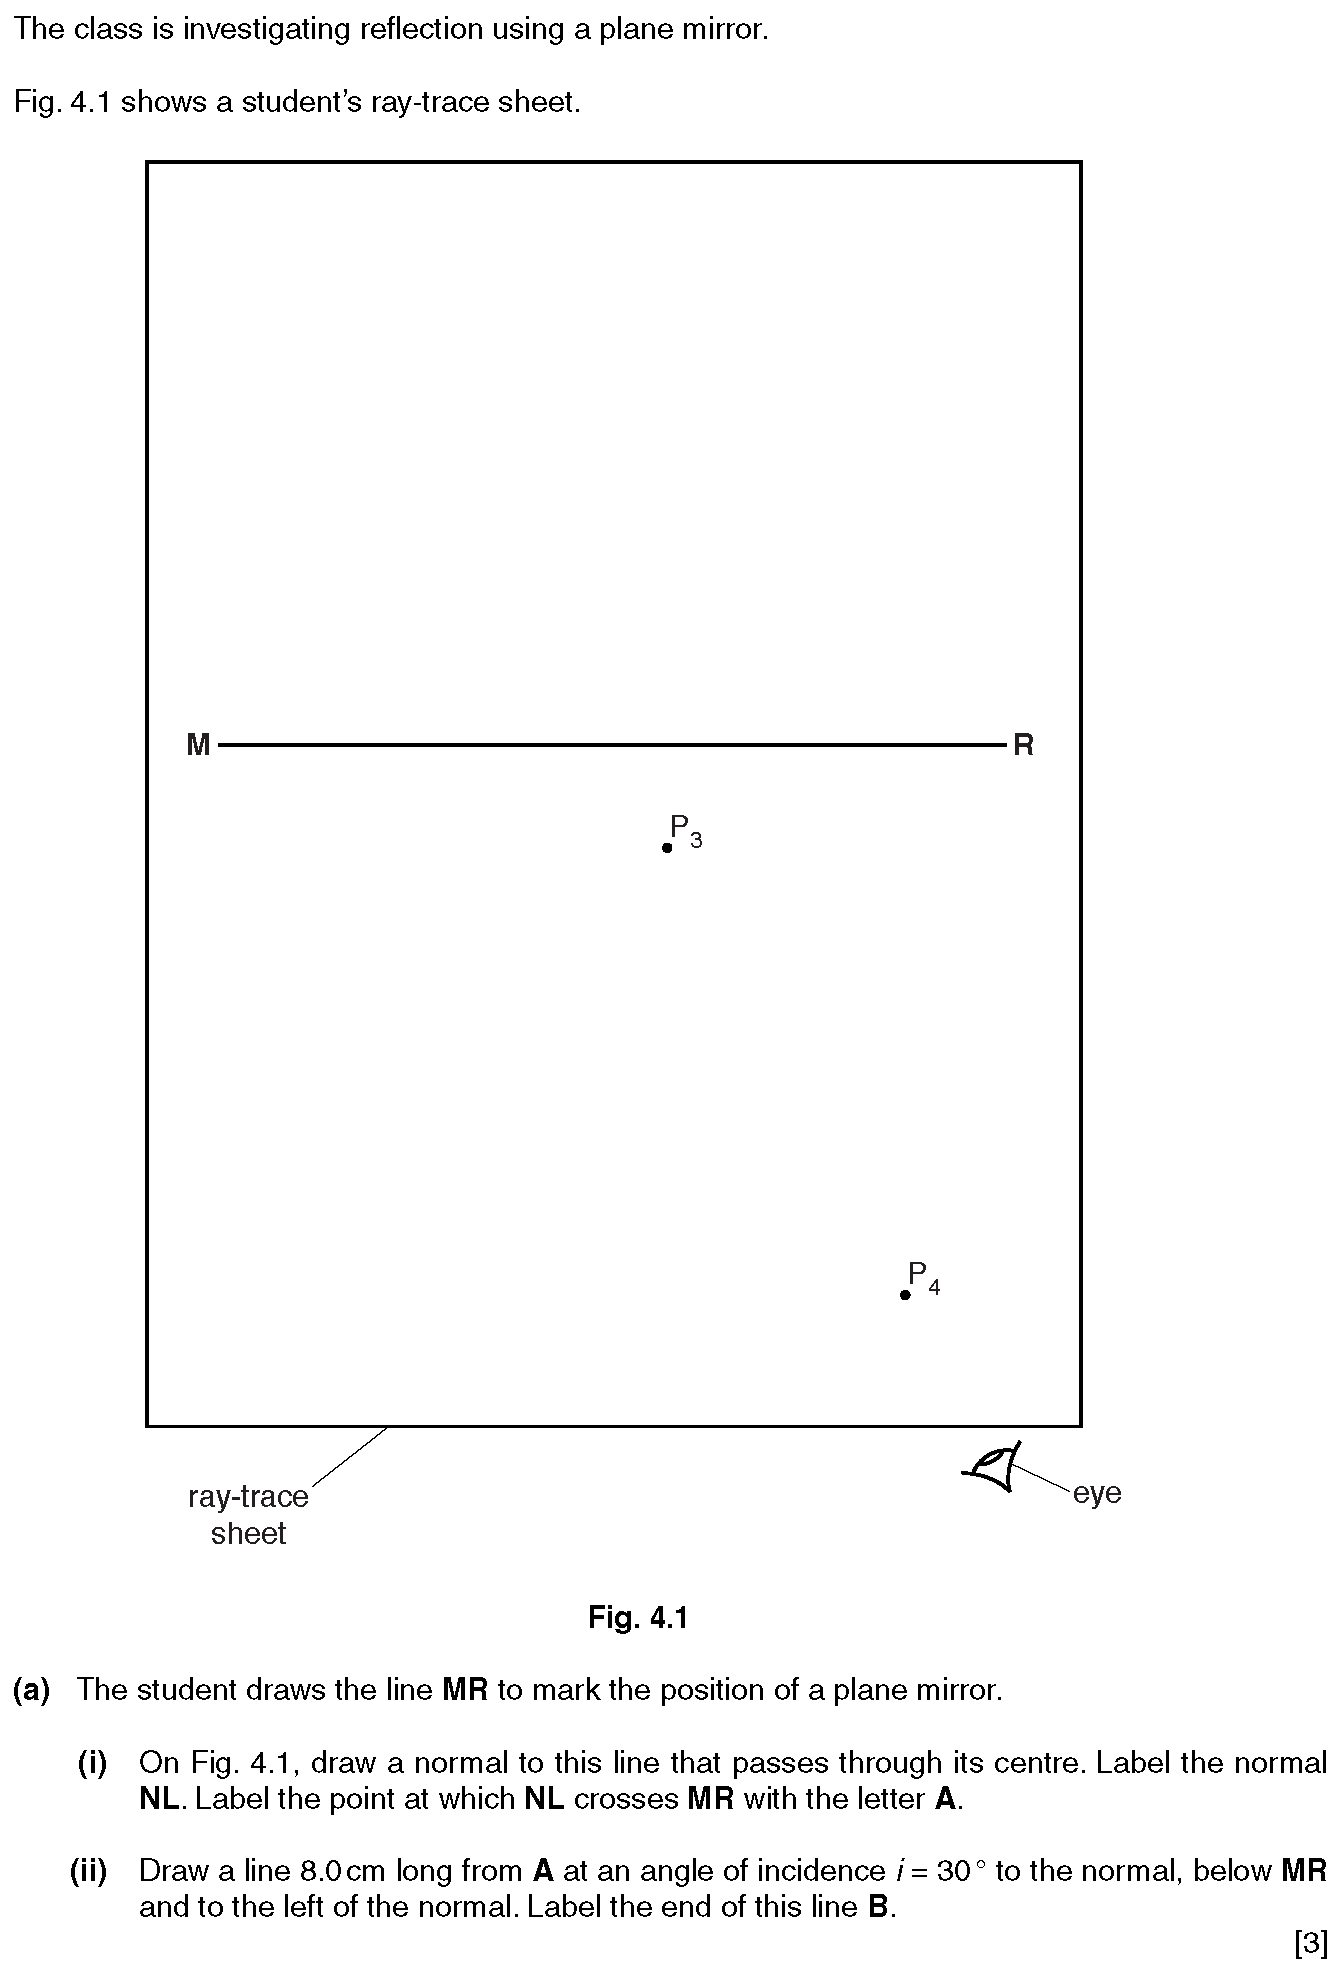 The class is investigating reflection using a plane mirror.
Fig. 4.1 shows a student’s ray-trace sheet.
M
R
P3
P4
ray-trace
sheet
eye
Fig. 4.1
(a) The student draws the line MR to mark the position of a plane mirror.
(i) On Fig. 4.1, draw a normal to this line that passes through its centre. Label the normal
NL. Label the point at which NL crosses MR with the letter A.
(ii) Draw a line 8.0 cm long from A at an angle of incidence i = 30° to the normal, below MR
and to the left of the normal. Label the end of this line B.
[3]